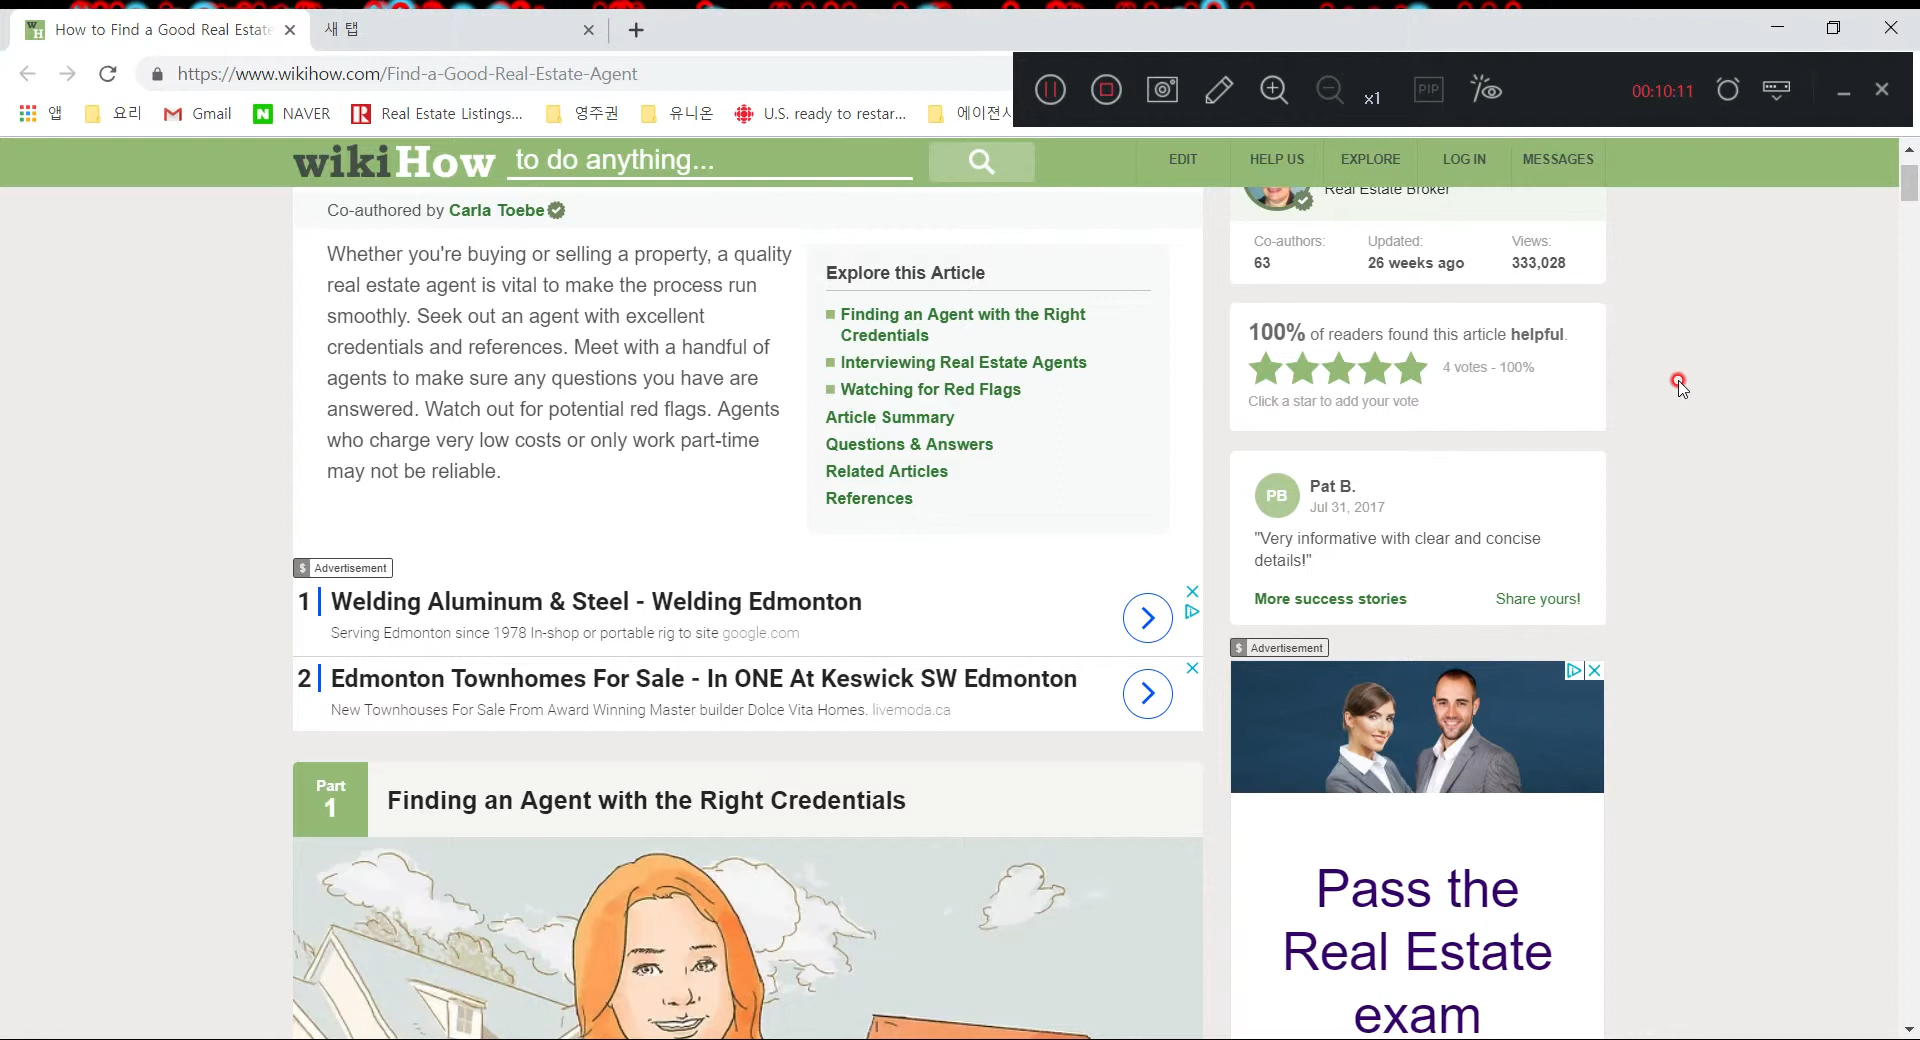 How to Find a Good Real Estate
새 탭
https://www.wikihow.com/Find-a-Good-Real-Estate-Agent
x1
PIP
00:10:11
앱
요리
Gmail
NAVER
Real Estate Listings...
영주권
유니온
U.S. ready to restar...
에이전시
wikiHow
to do anything...
EDIT
HELP US
EXPLORE
LOG IN
MESSAGES
Co-authored by Carla Toebe
Whether you're buying or selling a property, a quality
real estate agent is vital to make the process run
smoothly. Seek out an agent with excellent
credentials and references. Meet with a handful of
agents to make sure any questions you have are
answered. Watch out for potential red flags. Agents
who charge very low costs or only work part-time
may not be reliable.
Explore this Article
Finding an Agent with the Right
Credentials
Interviewing Real Estate Agents
Watching for Red Flags
Article Summary
Questions & Answers
Related Articles
References
$ Advertisement
1 Welding Aluminum & Steel - Welding Edmonton
Serving Edmonton since 1978 In-shop or portable rig to site google.com
2 Edmonton Townhomes For Sale - In ONE At Keswick SW Edmonton
New Townhouses For Sale From Award Winning Master builder Dolce Vita Homes. livemoda.ca
Part
1
Finding an Agent with the Right Credentials
Real Estate Broker
Co-authors:
63
Updated:
26 weeks ago
Views:
333,028
100% of readers found this article helpful.
4 votes - 100%
Click a star to add your vote
PB
Pat B.
Jul 31, 2017
"Very informative with clear and concise
details!"
More success stories
Share yours!
$ Advertisement
Pass the
Real Estate
exam